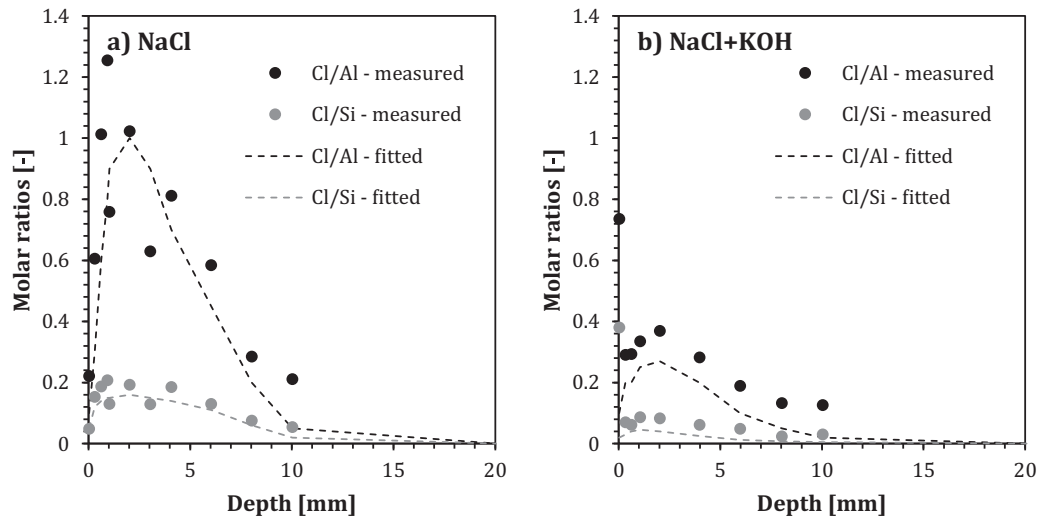 Molar ratios [-]
1.4
1.2
1
0.8
0.6
0.4
0.2
0
a) NaCl
Cl/Al - measured
Cl/Si - measured
Cl/Al - fitted
Cl/Si - fitted
0 5 10 15 20
Depth [mm]
Molar ratios [-]
1.4
1.2
1
0.8
0.6
0.4
0.2
0
b) NaCl+KOH
Cl/Al - measured
Cl/Si - measured
Cl/Al - fitted
Cl/Si - fitted
0 5 10 15 20
Depth [mm]